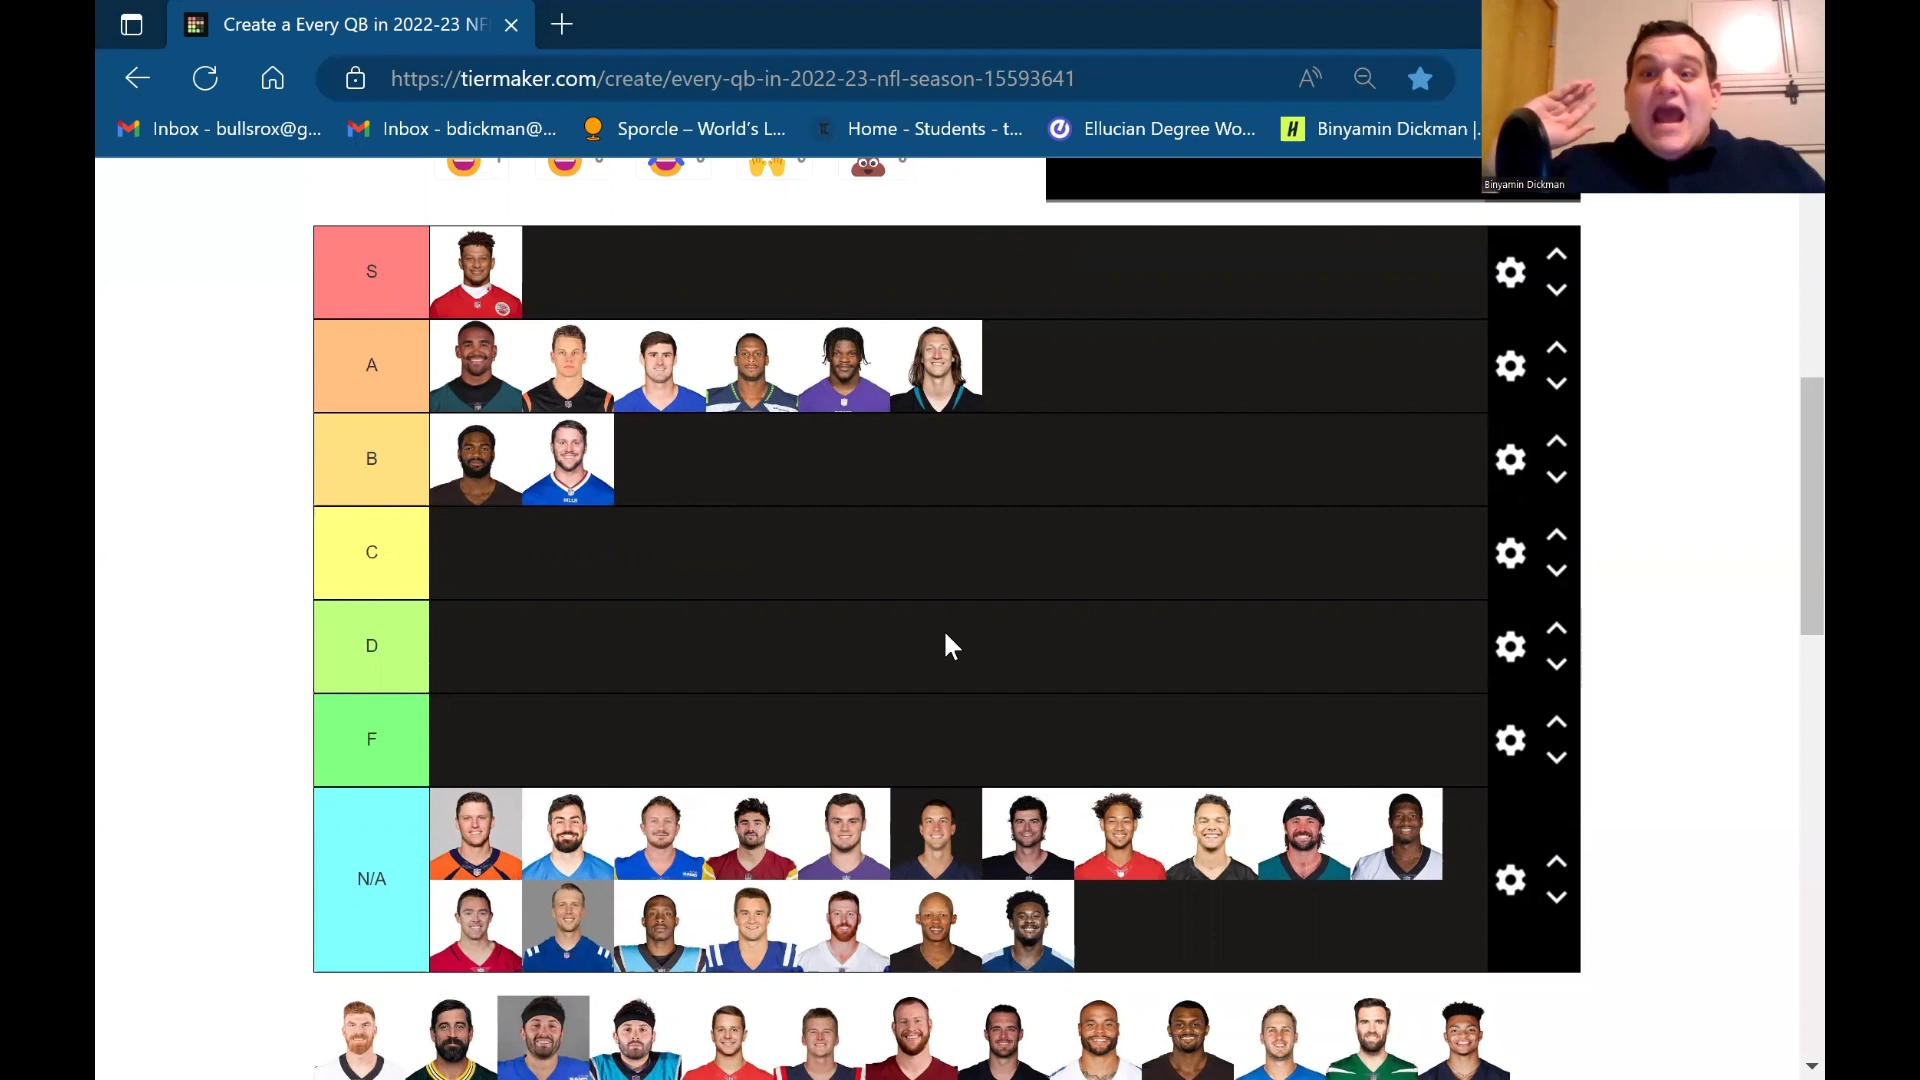 Create a Every QB in 2022-23 NF
https://tiermaker.com/create/every-qb-in-2022-23-nfl-season-15593641
Inbox - bullsrox@g...
Inbox - bdickman@...
Sporcle – World's L...
Home - Students - t...
Ellucian Degree Wo...
H
Binyamin Dickman |.
Binyamin Dickman
S
A
B
C
D
F
N/A